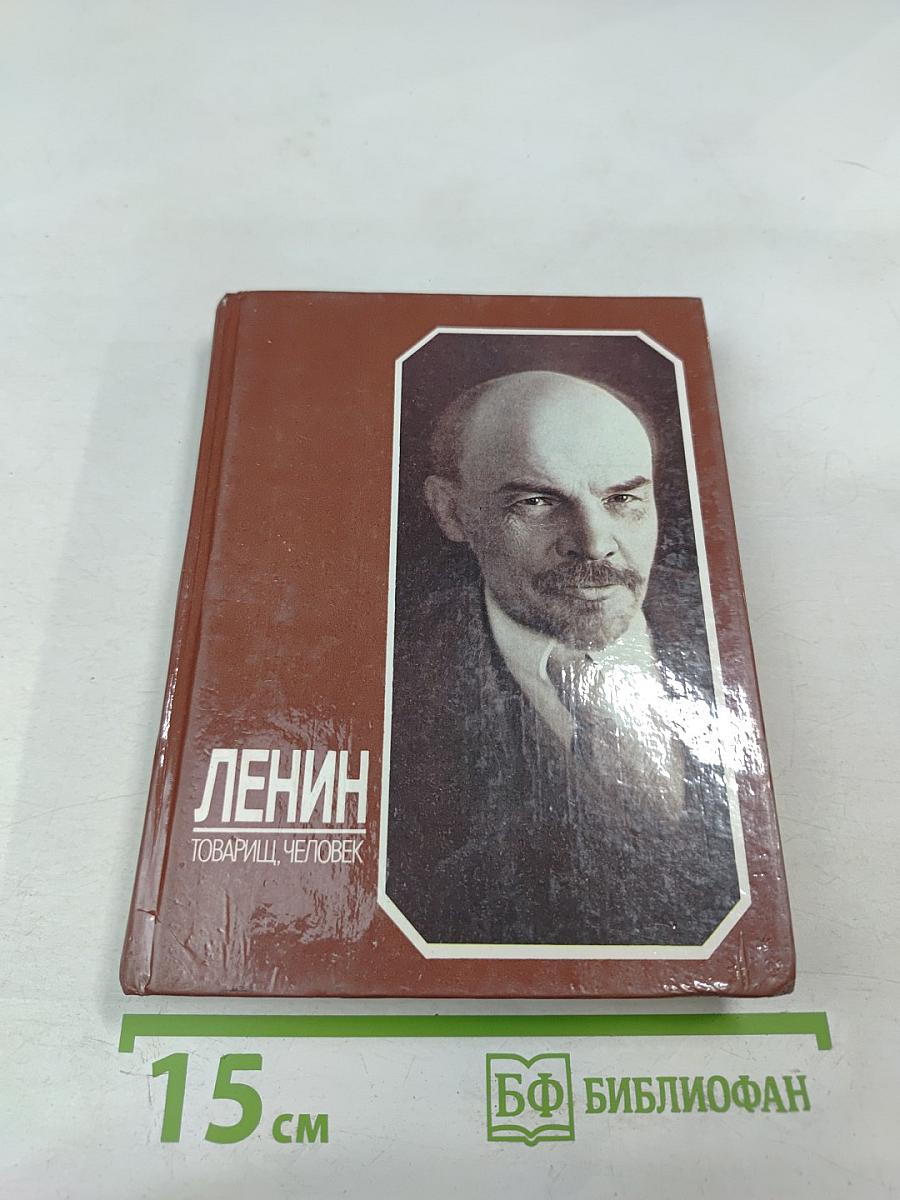 ЛЕНИН
ТОВАРИЩ, ЧЕЛОВЕК
15 см
БФ БИБЛИОФАН